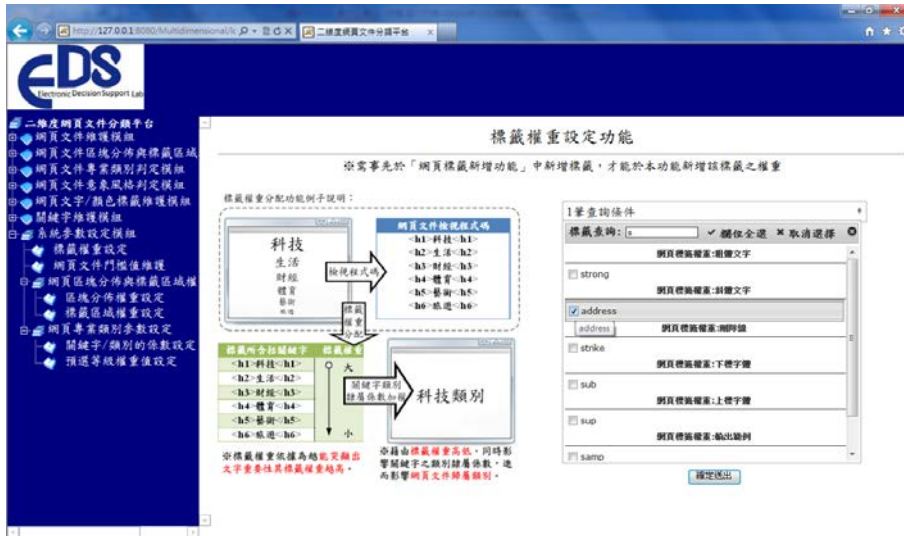 http://127.0.0.1:8080/Multidimensional/lc
二維度網頁文件分類平台
EDS
Electronic Decision Support Lab
二維度網頁文件分類平台
網頁文件維護模組
網頁文件區塊分佈與標籤區域
網頁文件專業類別判定模組
網頁文件意象風格判定模組
網頁文字/顏色標籤維護模組
關鍵字維護模組
系統參數設定模組
標籤權重設定
網頁文件門檻值維護
網頁區塊分佈與標籤區域權
區塊分佈權重設定
標籤區域權重設定
網頁專業類別參數設定
關鍵字/類別的係數設定
預選等級權重值設定
標籤權重設定功能
※需事先於「網頁標籤新增功能」中新增標籤，才能於本功能新增該標籤之權重
標籤權重分配功能例子說明：
科技
生活
財經
體育
藝術
旅遊
檢視程式碼
網頁文件檢視程式碼
<h1>科技<h1>
<h2>生活<h2>
<h3>財經<h3>
<h4>體育<h4>
<h5>藝術<h5>
<h6>旅遊<h6>
標籤
權重
分配
標籤所含括關鍵字 標籤權重
<h1>科技<h1>
<h2>生活<h2>
<h3>財經<h3>
<h4>體育<h4>
<h5>藝術<h5>
<h6>旅遊<h6>
大
小
關鍵字類別
隸屬係數加權
科技類別
※標籤權重依據為越能突顯出
文字重要性其標籤權重越高。
※藉由標籤權重高低，同時影
響關鍵字之類別隸屬係數，進
而影響網頁文件歸屬類別。
1筆查詢條件
標籤查詢: s 欄位全選 取消選擇
網頁標籤權重:粗體文字
strong
網頁標籤權重:斜體文字
address
address
網頁標籤權重:刪除線
strike
網頁標籤權重:下標字體
sub
網頁標籤權重:上標字體
sup
網頁標籤權重:輸出範例
samp
確定送出